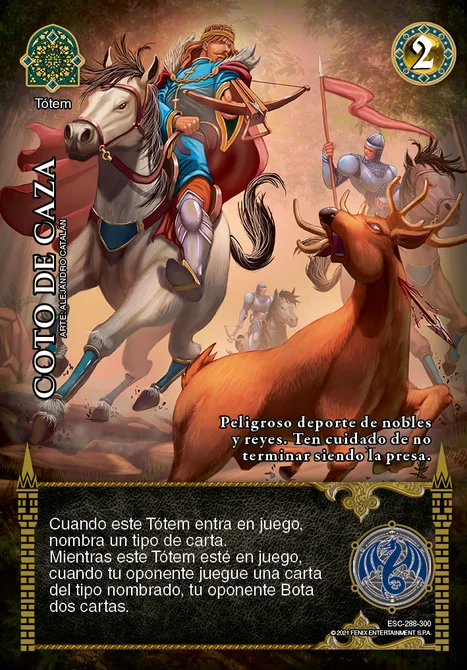 2
Tótem
COTO DE CAZA
ARTE: ALEJANDRO CATALÁN
Peligroso deporte de nobles
y reyes. Ten cuidado de no
terminar siendo la presa.
Cuando este Tótem entra en juego,
nombra un tipo de carta.
Mientras este Tótem esté en juego,
cuando tu oponente juegue una carta
del tipo nombrado, tu oponente Bota
dos cartas.
ESC-288-300
© 2021 FENIX ENTERTAINMENT S.P.A.